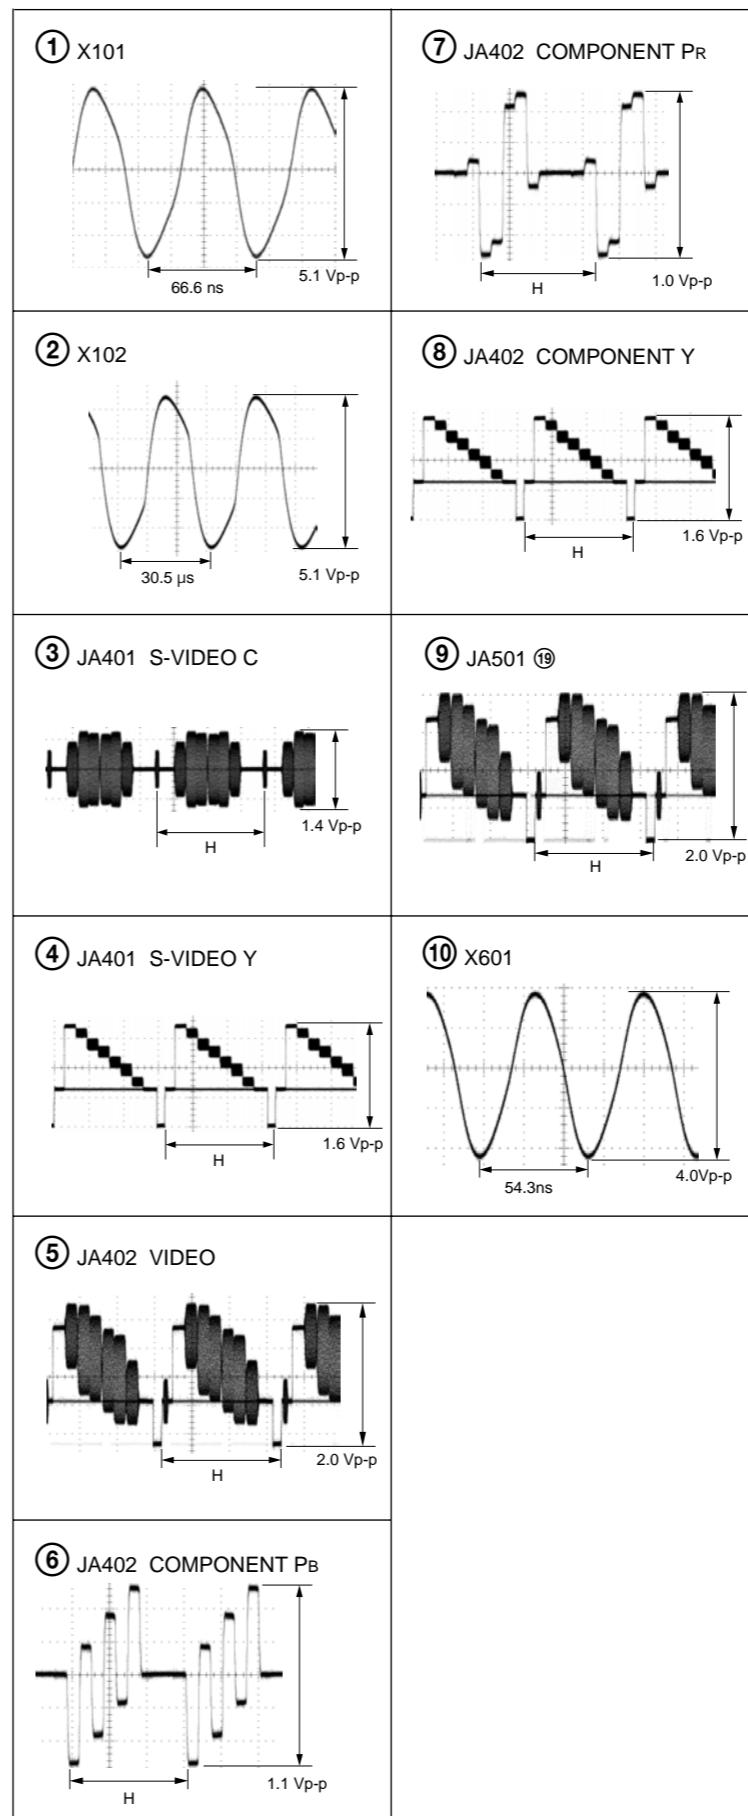 ① X101
66.6 ns
5.1 Vp-p
② X102
30.5 µs
5.1 Vp-p
③ JA401 S-VIDEO C
H
1.4 Vp-p
④ JA401 S-VIDEO Y
H
1.6 Vp-p
⑤ JA402 VIDEO
H
2.0 Vp-p
⑥ JA402 COMPONENT PB
H
1.1 Vp-p
⑦ JA402 COMPONENT PR
H
1.0 Vp-p
⑧ JA402 COMPONENT Y
H
1.6 Vp-p
⑨ JA501 ⑲
H
2.0 Vp-p
⑩ X601
54.3ns
4.0Vp-p